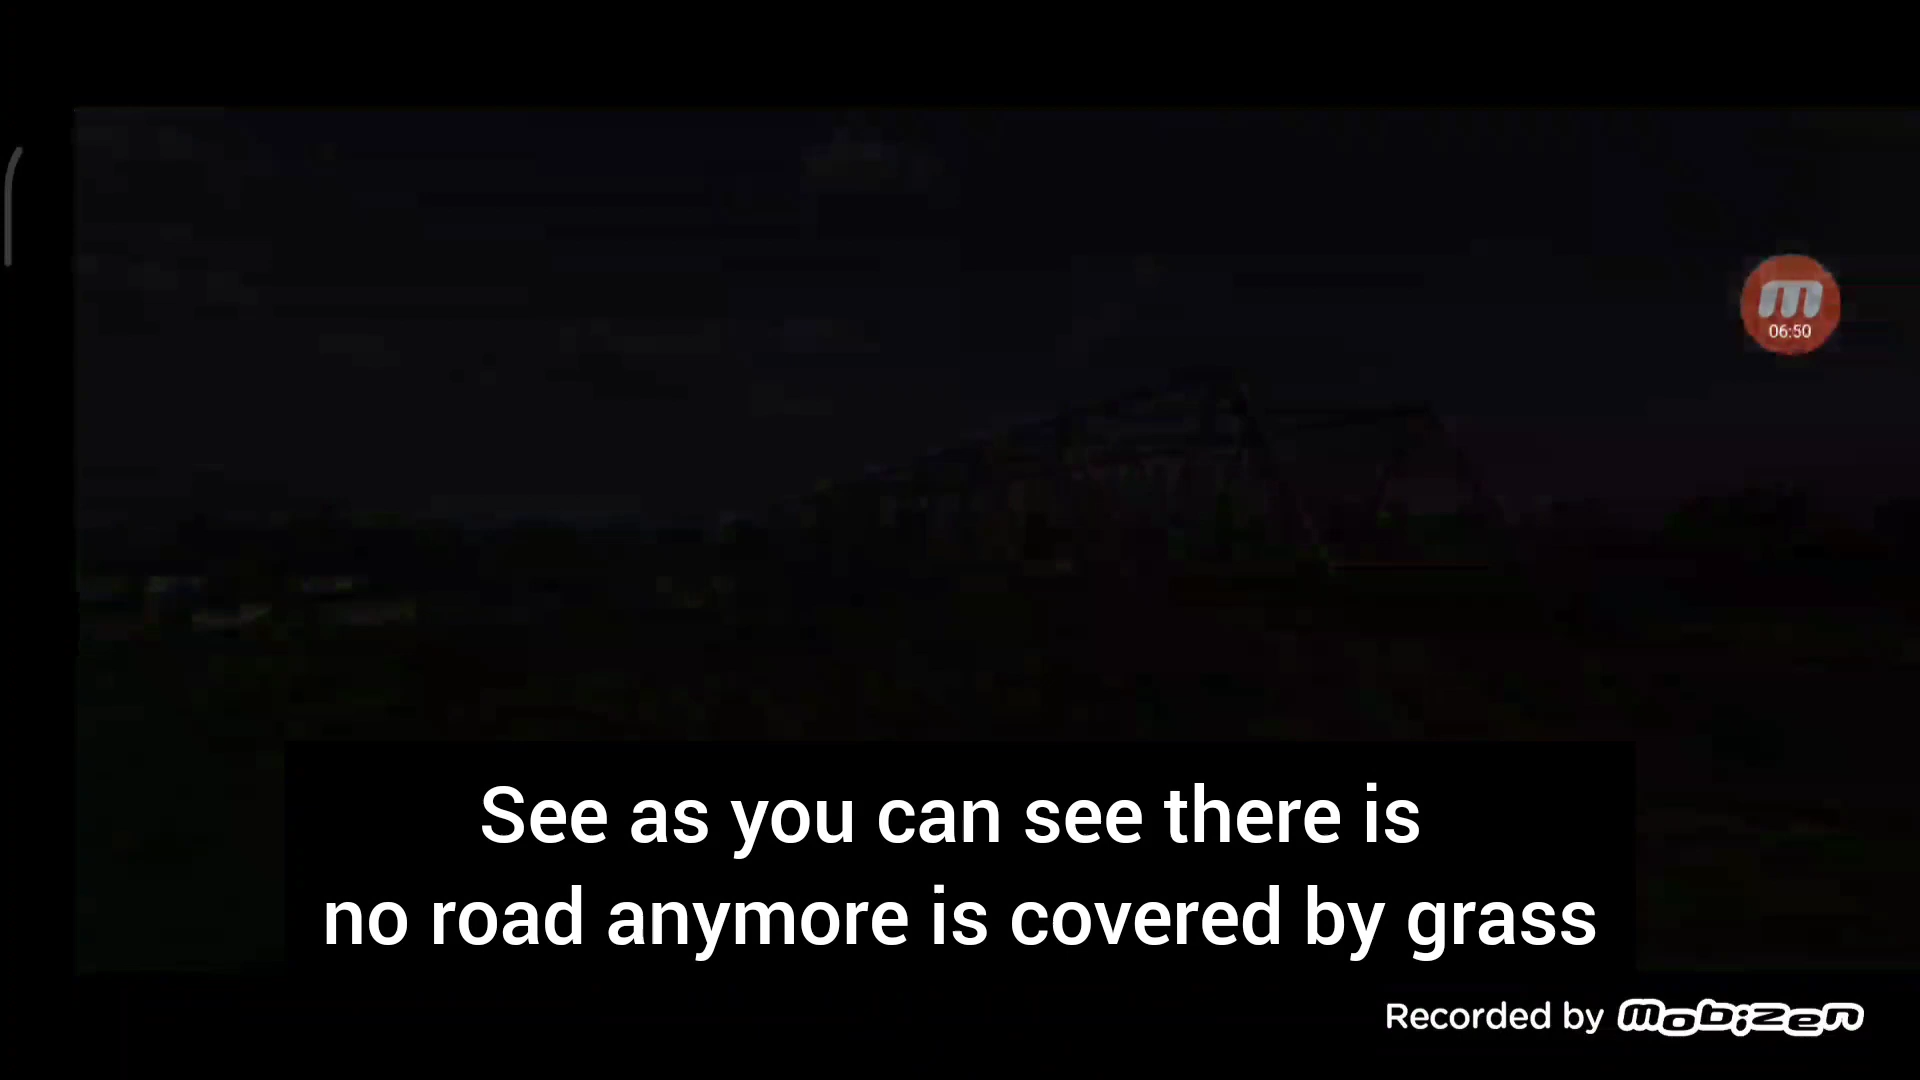 06:50
See as you can see there is
no road anymore is covered by grass
Recorded by mobizen